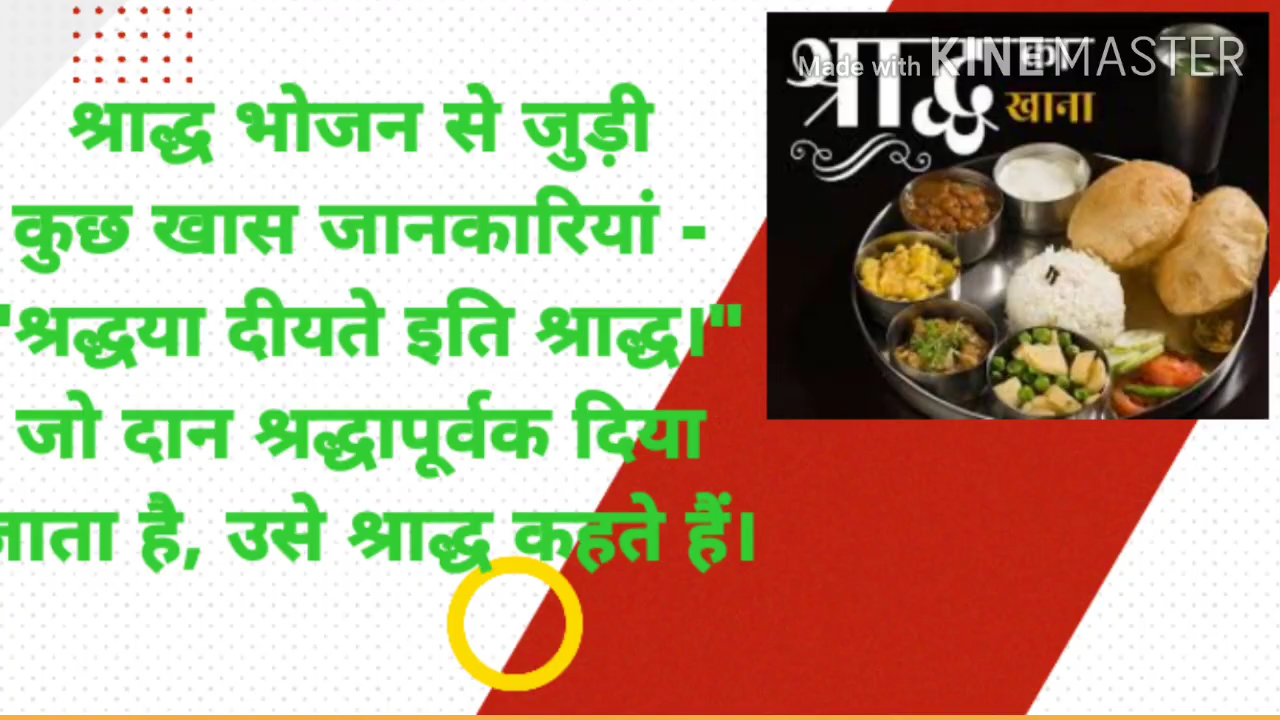 श्राद्ध भोजन से जुड़ी
कुछ खास जानकारियां -
"श्रद्धया दीयते इति श्राद्ध।"
जो दान श्रद्धापूर्वक दिया
जाता है, उसे श्राद्ध कहते हैं।
श्राद्ध का
खाना
Made with KINEMASTER